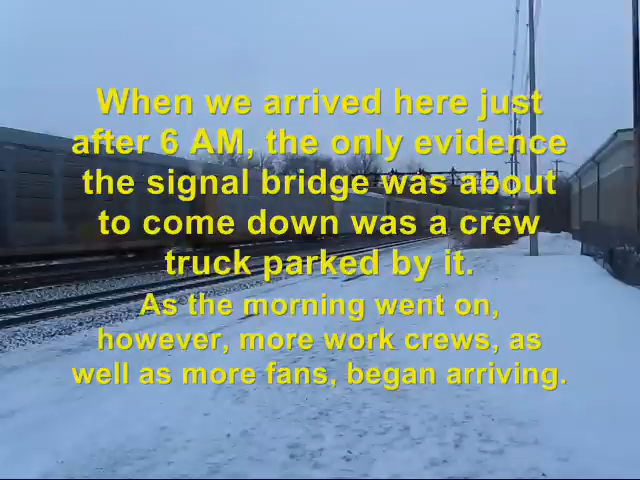 When we arrived here just
after 6 AM, the only evidence
the signal bridge was about
to come down was a crew
truck parked by it.
As the morning went on,
however, more work crews, as
well as more fans, began arriving.